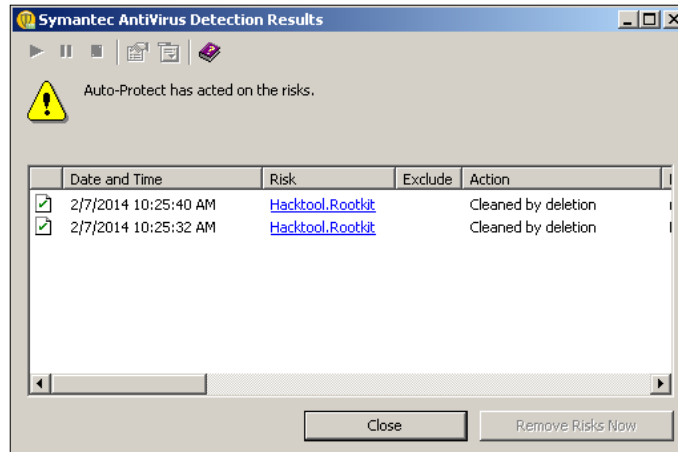 Symantec AntiVirus Detection Results
Auto-Protect has acted on the risks.
Date and Time Risk Exclude Action
2/7/2014 10:25:40 AM Hacktool.Rootkit Cleaned by deletion
2/7/2014 10:25:32 AM Hacktool.Rootkit Cleaned by deletion
Close Remove Risks Now